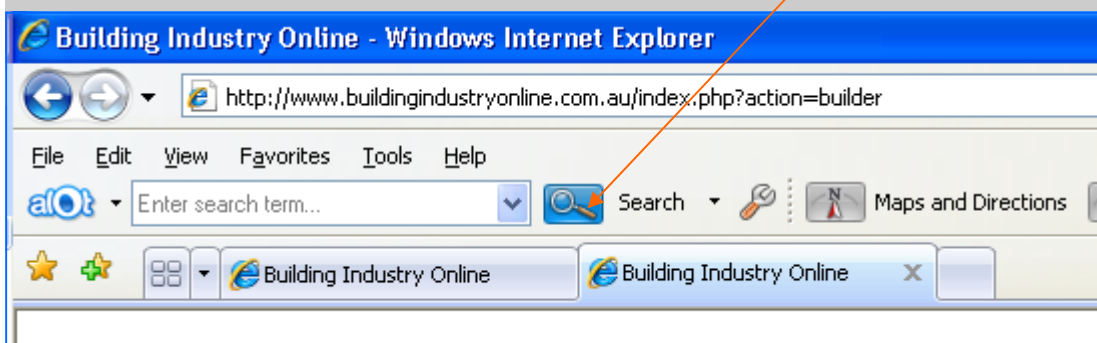 Building Industry Online - Windows Internet Explorer
http://www.buildingindustryonline.com.au/index.php?action=builder
File Edit View Favorites Tools Help
alot Enter search term... Search Maps and Directions
Building Industry Online Building Industry Online